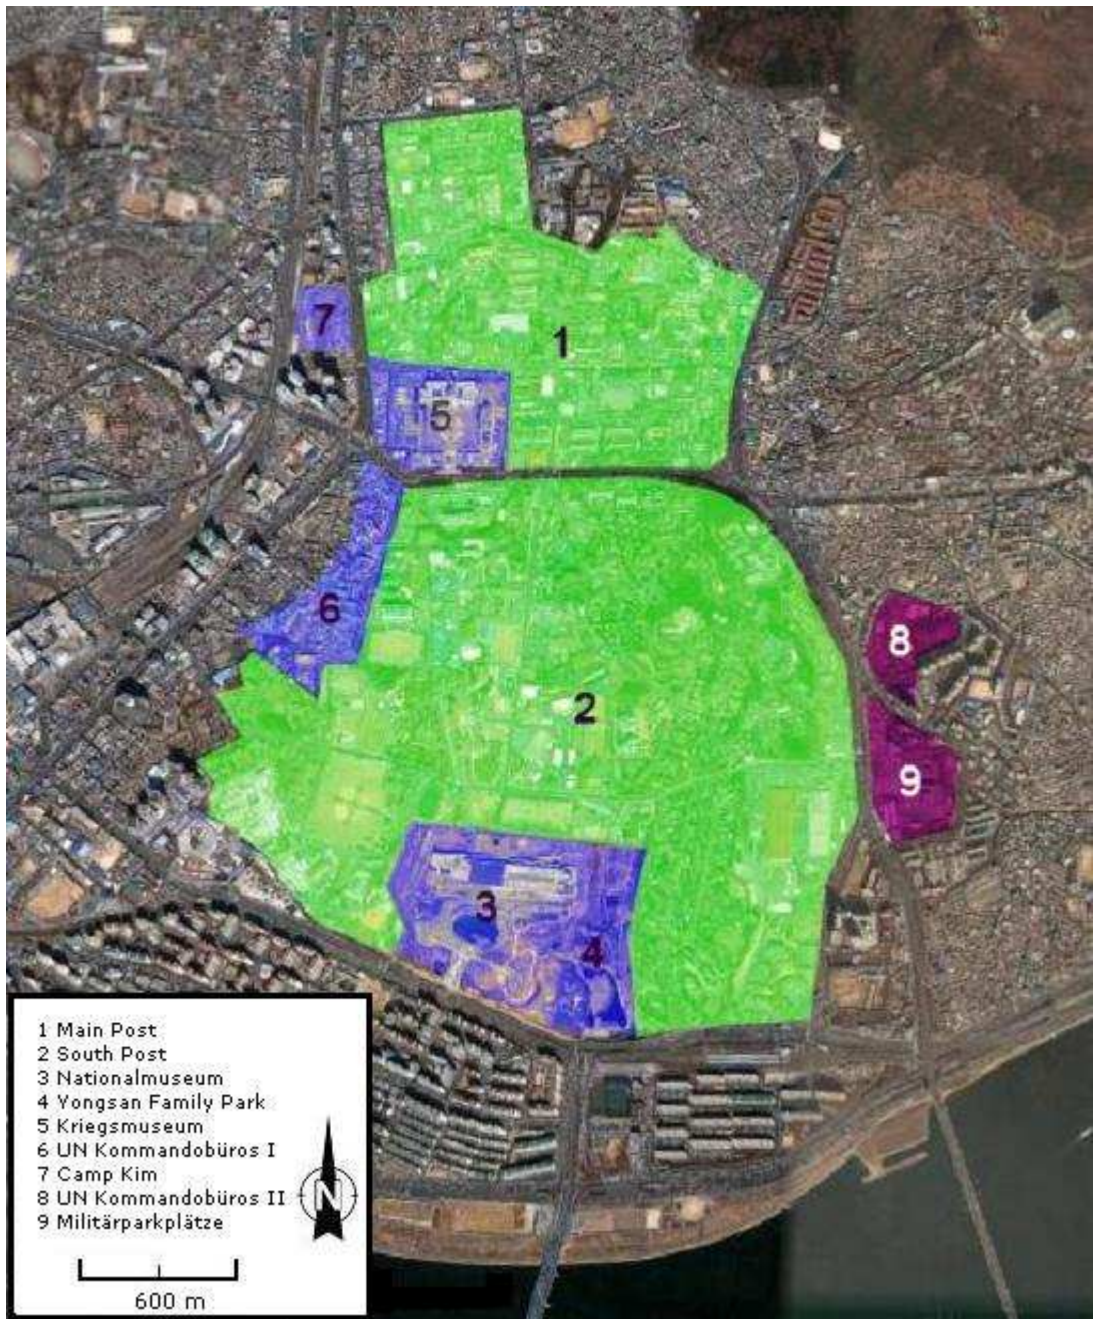 7
1
5
6
8
2
9
3
4
1 Main Post
2 South Post
3 Nationalmuseum
4 Yongsan Family Park
5 Kriegsmuseum
6 UN Kommandobüros I
7 Camp Kim
8 UN Kommandobüros II
9 Militärparkplätze
N
600 m